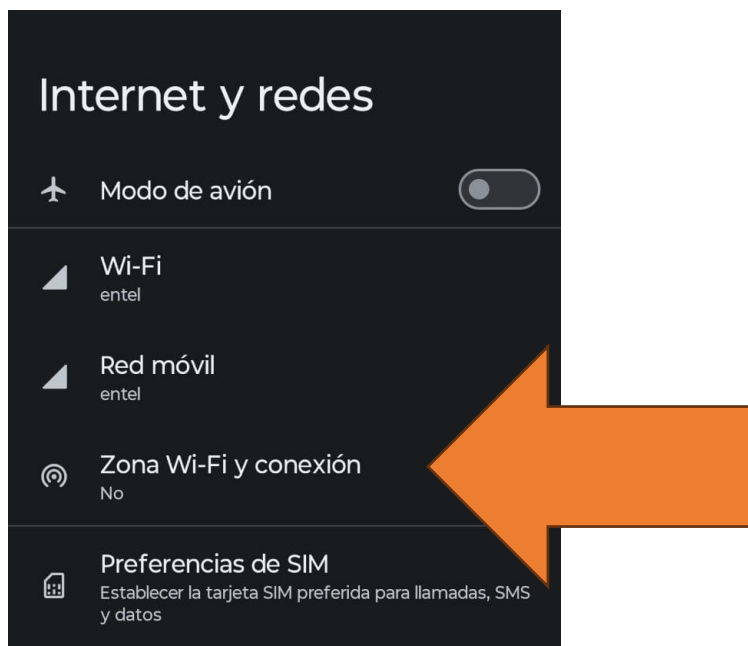 Internet y redes
Modo de avión
Wi-Fi
entel
Red móvil
entel
Zona Wi-Fi y conexión
No
Preferencias de SIM
Establecer la tarjeta SIM preferida para llamadas, SMS
y datos